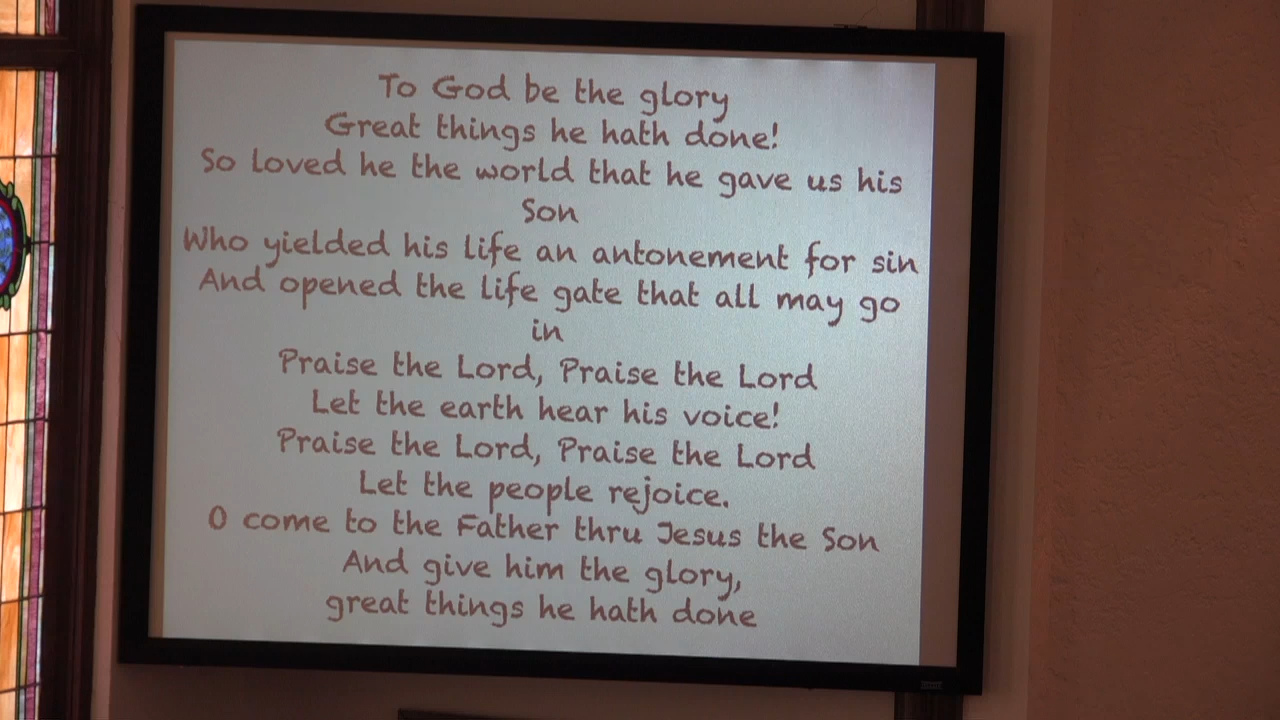 To God be the glory
Great things he hath done!
So loved he the world that he gave us his
Son
Who yielded his life an antonement for sin
And opened the life gate that all may go
in
Praise the Lord, Praise the Lord
Let the earth hear his voice!
Praise the Lord, Praise the Lord
Let the people rejoice.
O come to the Father thru Jesus the Son
And give him the glory,
great things he hath done